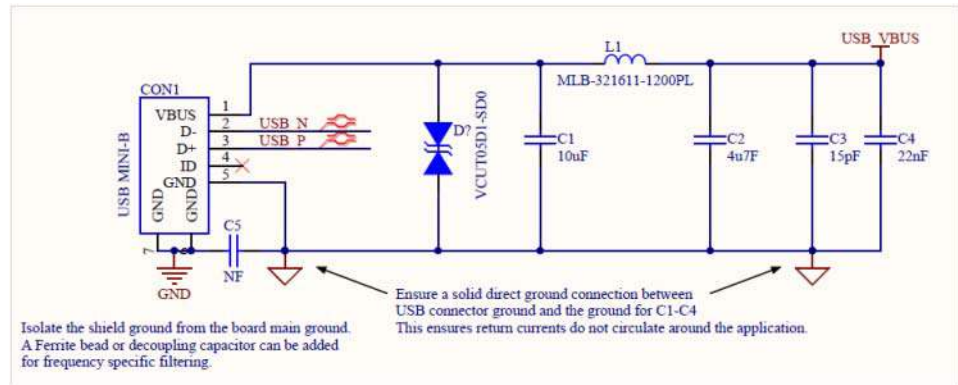 USB_VBUS
L1
MLB-321611-1200PL
CON1
VBUS 1
D- 2 USB_N
D+ 3 USB_P
ID 4
GND 5
USB MINI-B
GND
GND
7
D?
VCUT05D1-SD0
C1
10uF
C2
4u7F
C3
15pF
C4
22nF
C5
NF
GND
Ensure a solid direct ground connection between
USB connector ground and the ground for C1-C4
This ensures return currents do not circulate around the application.
Isolate the shield ground from the board main ground.
A Ferrite bead or decoupling capacitor can be added
for frequency specific filtering.